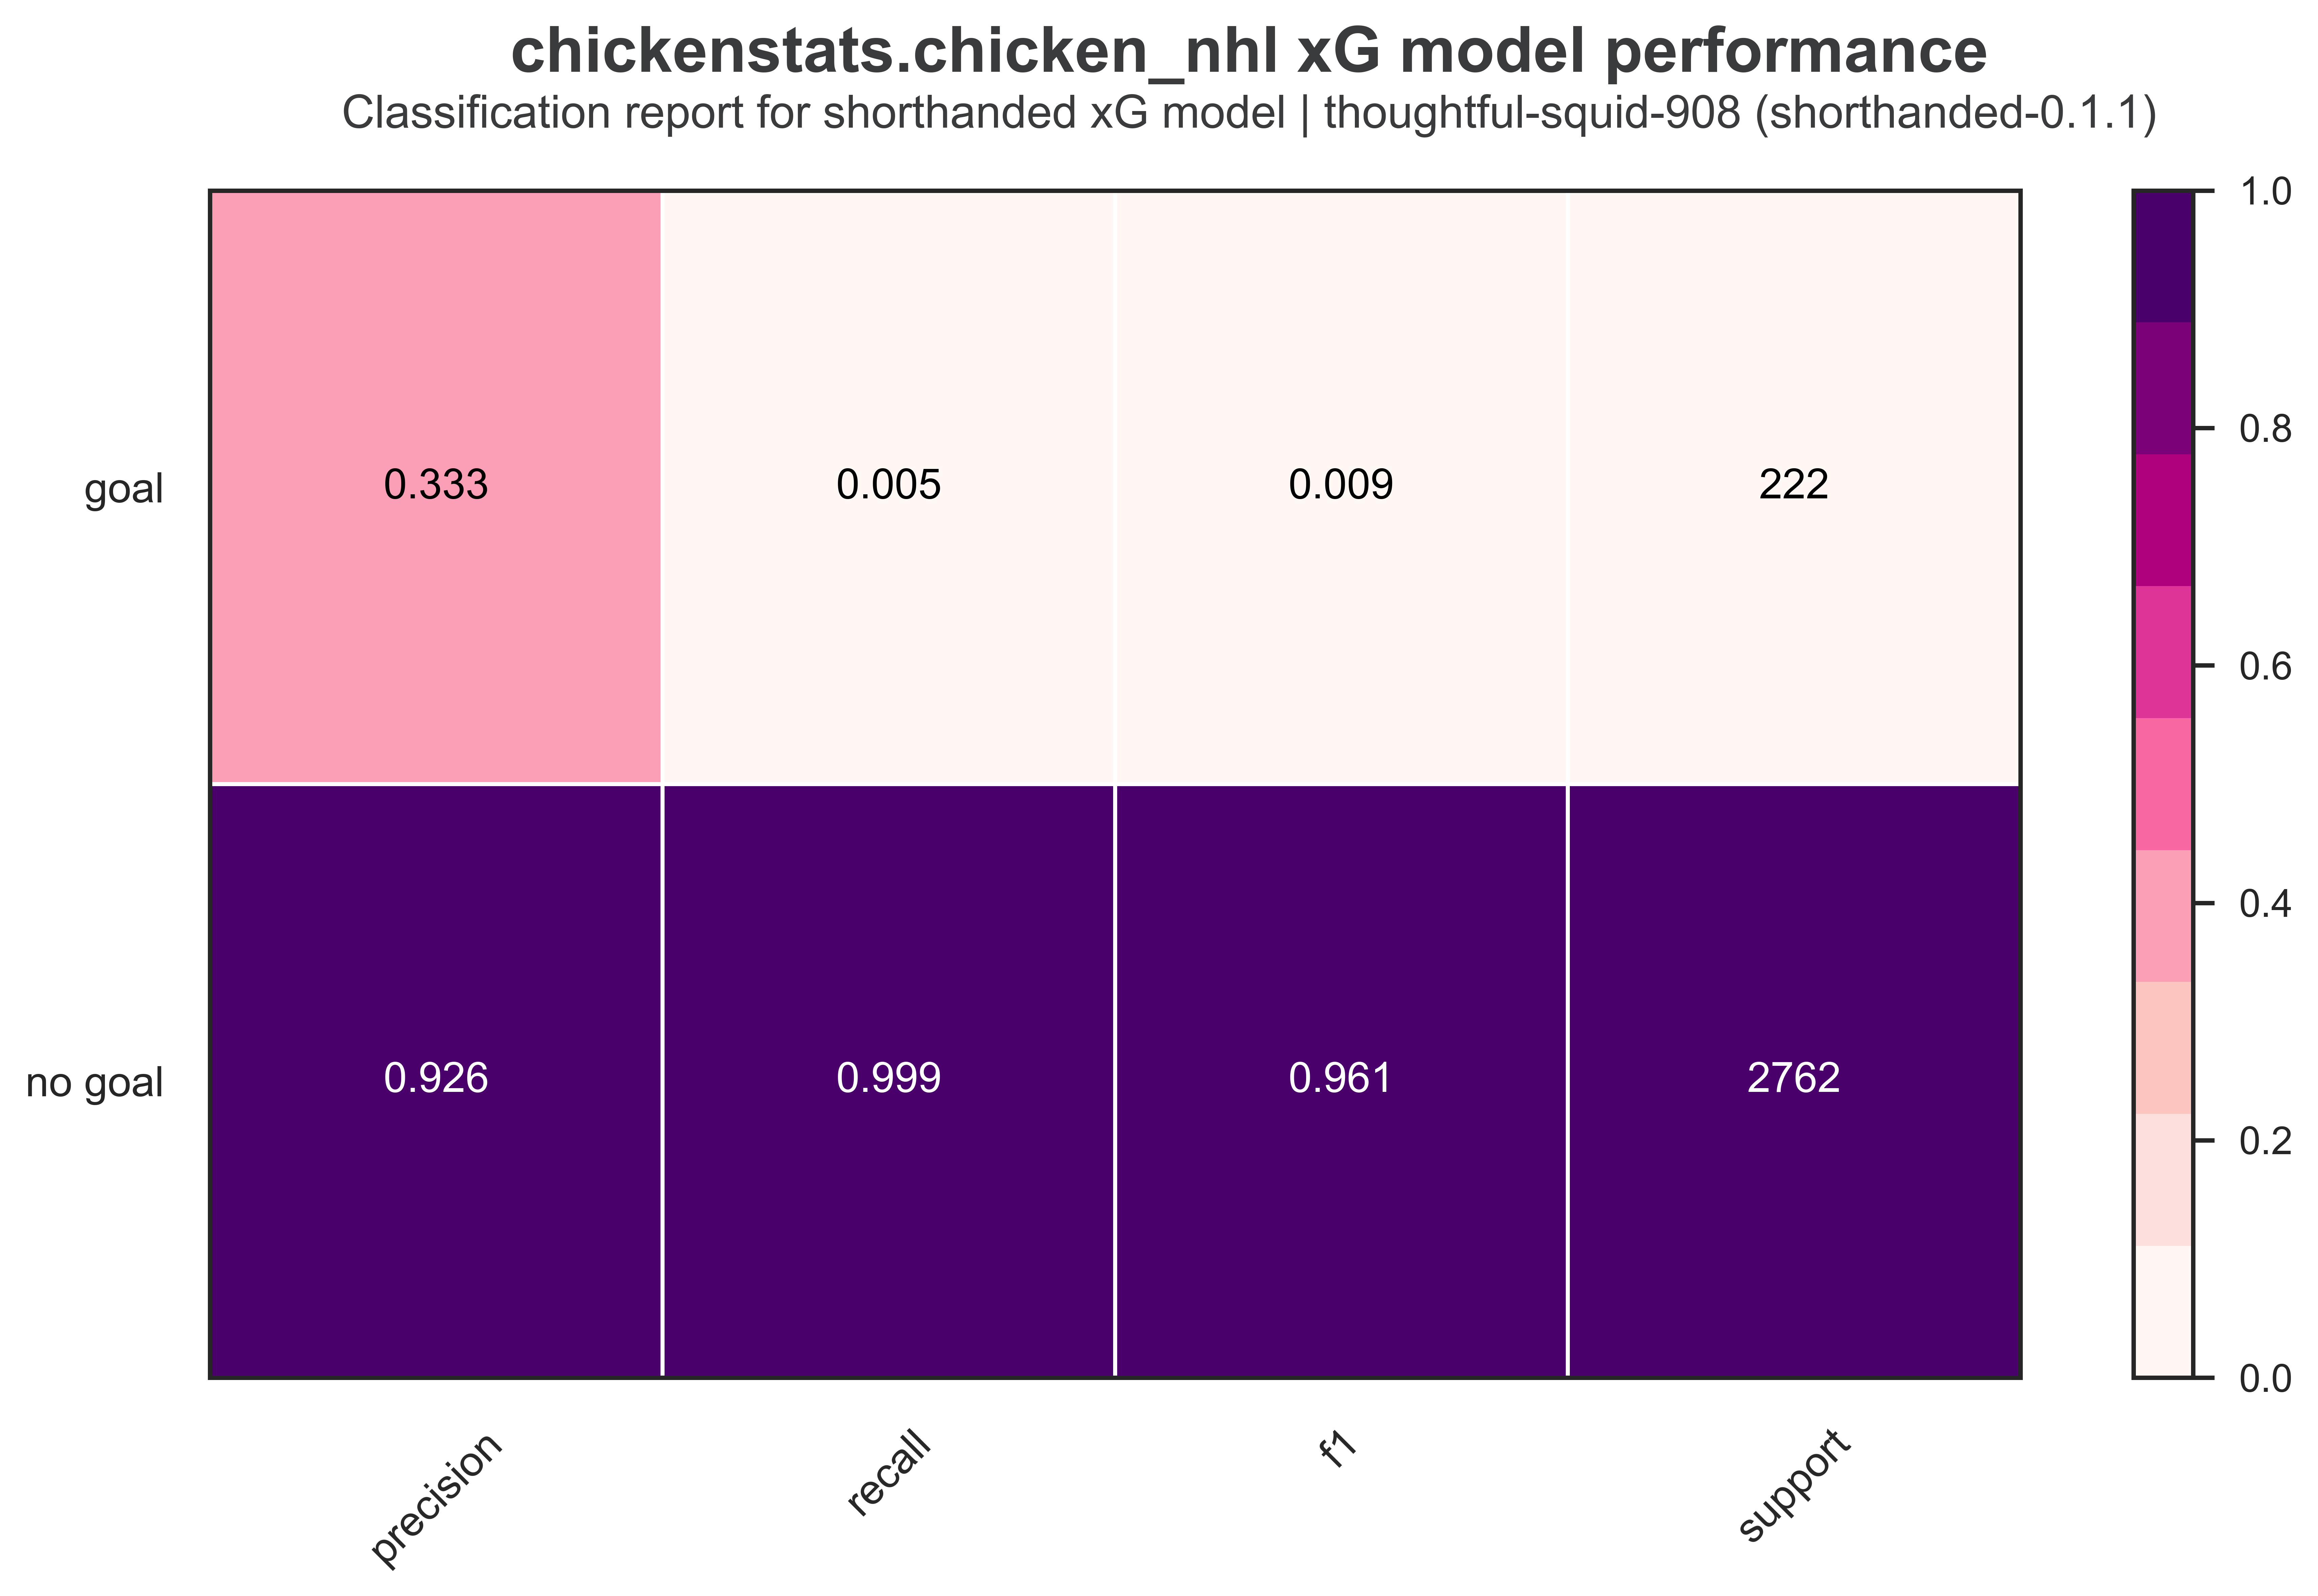 chickenstats.chicken_nhl xG model performance
Classification report for shorthanded xG model | thoughtful-squid-908 (shorthanded-0.1.1)
goal
0.333
0.005
0.009
222
no goal
0.926
0.999
0.961
2762
precision
recall
f1
support
1.0
0.8
0.6
0.4
0.2
0.0